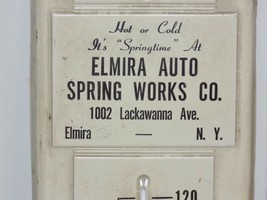 Hot or Cold
It's "Springtime" At
ELMIRA AUTO
SPRING WORKS CO.
1002 Lackawanna Ave.
Elmira — N. Y.
120